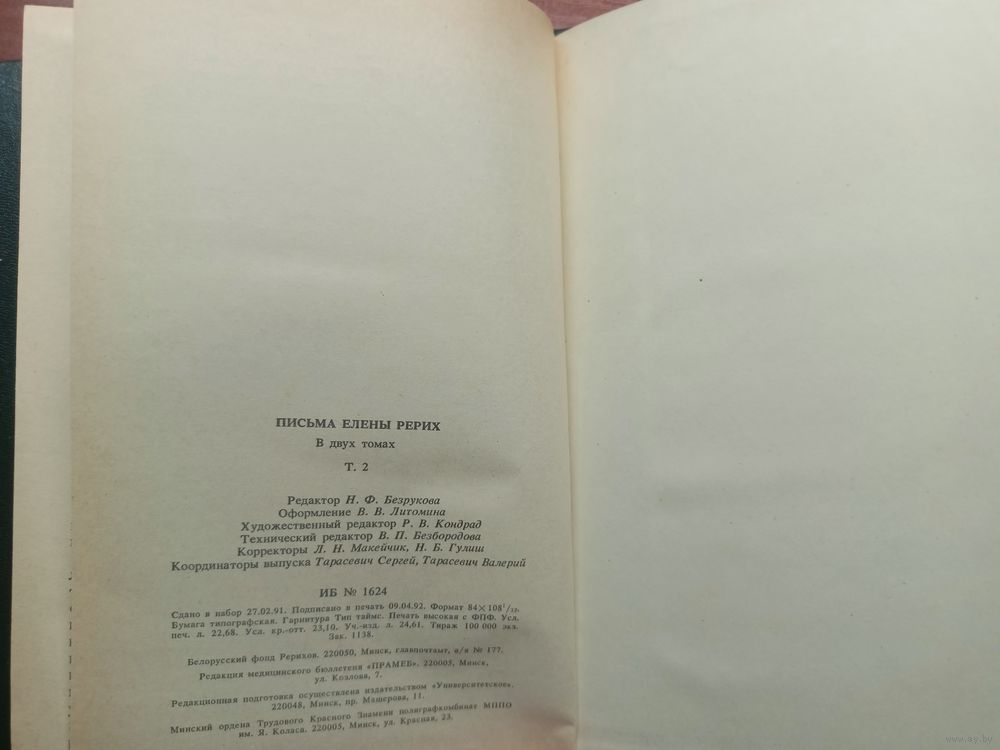 ПИСЬМА ЕЛЕНЫ РЕРИХ
В двух томах
Т. 2
Редактор Н. Ф. Безрукова
Оформление В. В. Литомина
Художественный редактор Р. В. Кондрад
Технический редактор В. П. Безбородова
Корректоры Л. Н. Макейчик, Н. Б. Гулиш
Координаторы выпуска Тарасевич Сергей, Тарасевич Валерий
ИБ № 1624
Сдано в набор 27.02.91. Подписано в печать 09.04.92. Формат 84×108¹/₃₂.
Бумага типографская. Гарнитура Тип таймс. Печать высокая с ФПФ. Усл.
печ. л. 22,68. Усл. кр.-отт. 23,10. Уч.-изд. л. 24,61. Тираж 100 000 экз.
Зак. 1138.
Белорусский фонд Рерихов. 220050, Минск, главпочтамт, а/я № 177.
Редакция медицинского бюллетеня «ПРАМЕБ». 220005, Минск,
ул. Козлова, 7.
Редакционная подготовка осуществлена издательством «Университетское».
220048, Минск, пр. Машерова, 11.
Минский ордена Трудового Красного Знамени полиграфкомбинат МППО
им. Я. Коласа. 220005, Минск, ул. Красная, 23.
www.ay.by